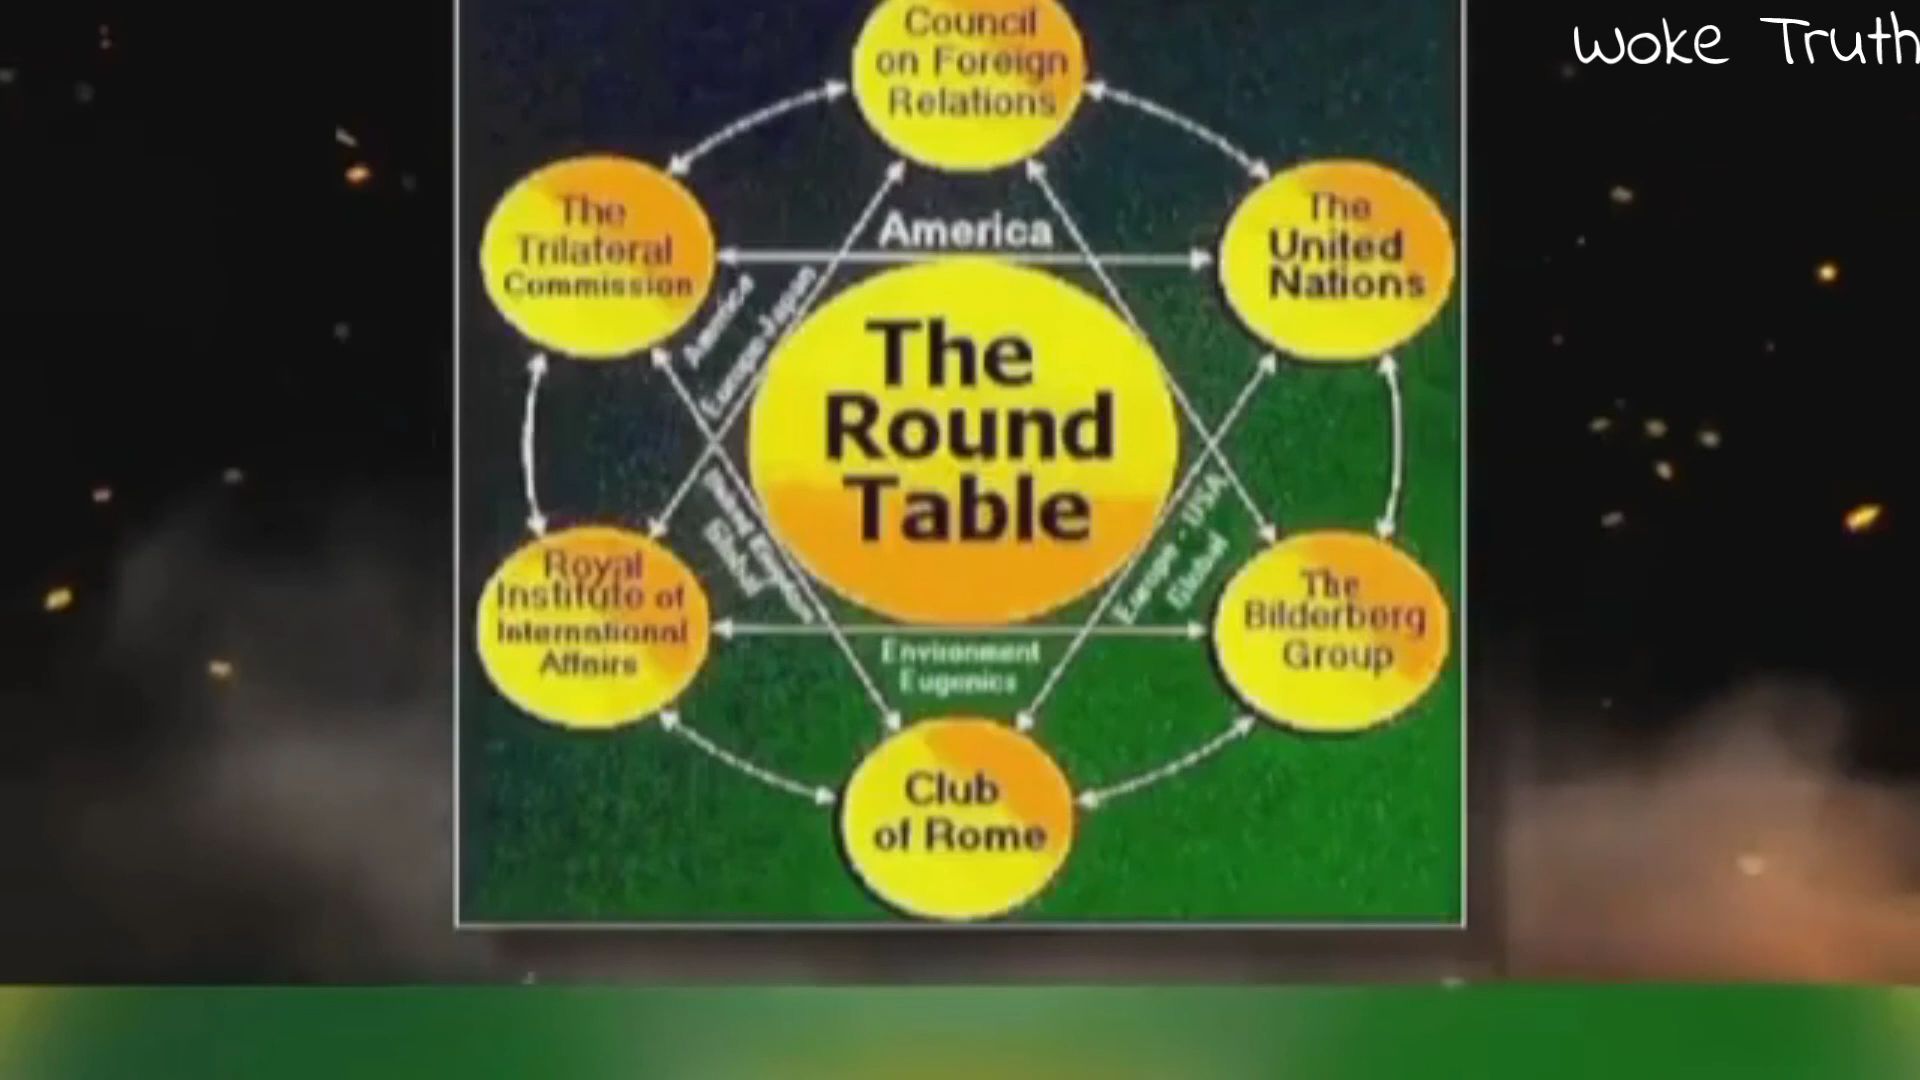 Woke Truth
Council
on Foreign
Relations
The
Trilateral
Commission
America
The
United
Nations
America
Europe-Japan
The
Round
Table
Global
Europe - USA
Global
Royal
Institute of
International
Affairs
Environment
Eugenics
The
Bilderberg
Group
Club
of Rome